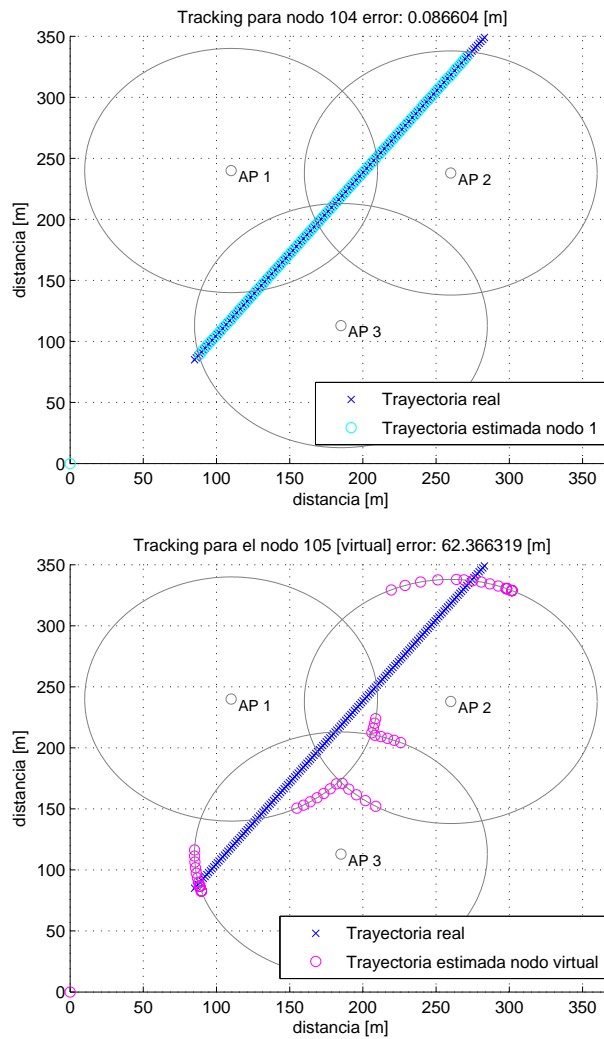 Tracking para nodo 104 error: 0.086604 [m]
350
300
250
200
150
100
50
0
distancia [m]
AP 1
AP 2
AP 3
Trayectoria real
Trayectoria estimada nodo 1
0 50 100 150 200 250 300 350
distancia [m]
Tracking para el nodo 105 [virtual] error: 62.366319 [m]
350
300
250
200
150
100
50
0
distancia [m]
AP 1
AP 2
AP 3
Trayectoria real
Trayectoria estimada nodo virtual
0 50 100 150 200 250 300 350
distancia [m]